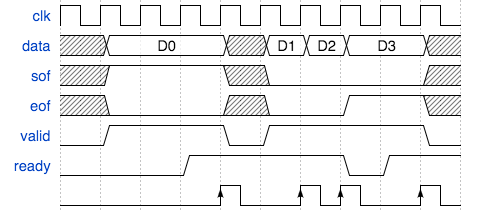 clk
data D0 D1 D2 D3
sof
eof
valid
ready